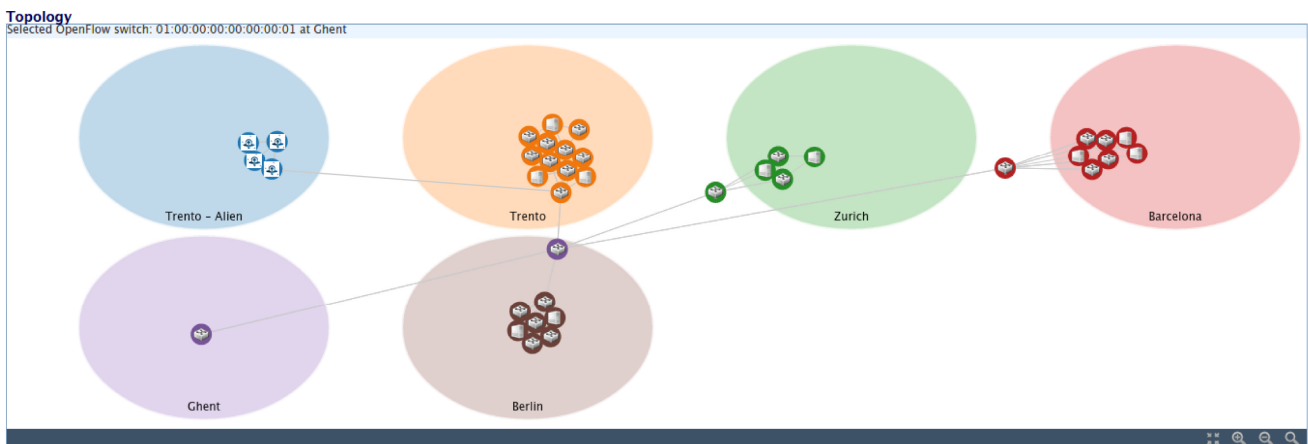 Topology
Selected OpenFlow switch: 01:00:00:00:00:00:00:01 at Ghent
Trento - Alien
Trento
Zurich
Barcelona
Ghent
Berlin